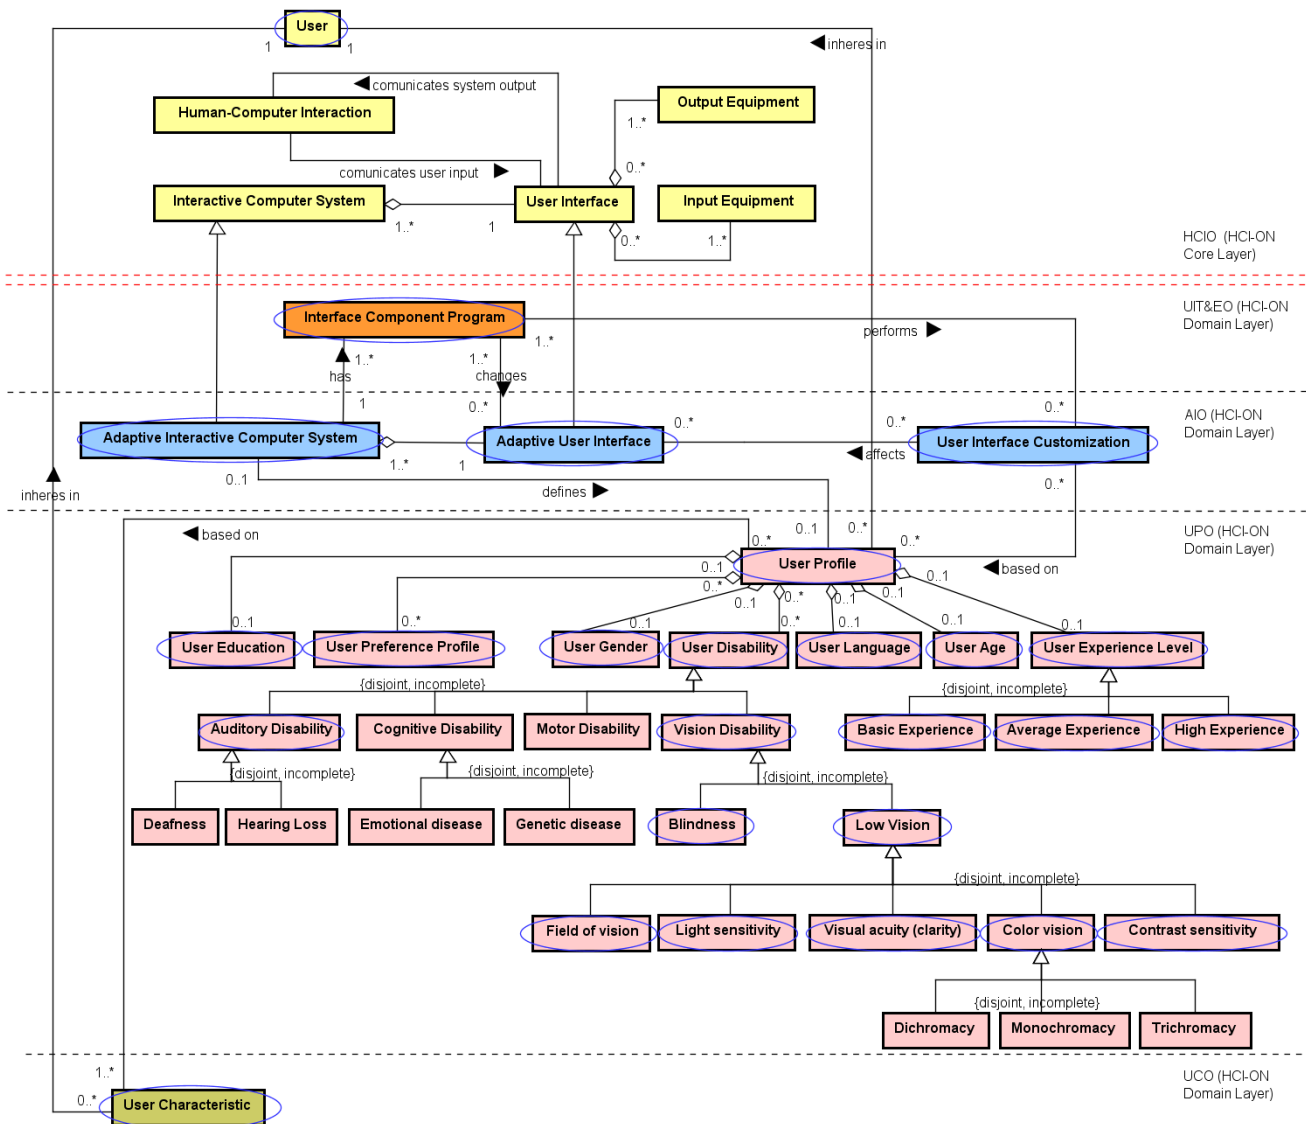 User
1
1
inheres in
comunicates system output
Human-Computer Interaction
Output Equipment
1..*
0..*
comunicates user input
Interactive Computer System
User Interface
Input Equipment
1..*
1
0..*
1..*
HCIO (HCI-ON
Core Layer)
UIT&EO (HCI-ON
Domain Layer)
Interface Component Program
1..*
performs
1..*
1..*
has
changes
1
0..*
0..*
0..*
0..*
AIO (HCI-ON
Domain Layer)
Adaptive Interactive Computer System
Adaptive User Interface
User Interface Customization
1..*
1
affects
0..1
0..*
inheres in
defines
based on
0..1
0..*
0..*
0..*
UPO (HCI-ON
Domain Layer)
User Profile
based on
0..1
0..*
0..1
0..*
0..1
0..1
0..1
0..1
0..*
0..1
0..*
0..1
0..1
0..1
User Education
User Preference Profile
User Gender
User Disability
User Language
User Age
User Experience Level
{disjoint, incomplete}
{disjoint, incomplete}
Auditory Disability
Cognitive Disability
Motor Disability
Vision Disability
Basic Experience
Average Experience
High Experience
{disjoint, incomplete}
{disjoint, incomplete}
{disjoint, incomplete}
Deafness
Hearing Loss
Emotional disease
Genetic disease
Blindness
Low Vision
{disjoint, incomplete}
Field of vision
Light sensitivity
Visual acuity (clarity)
Color vision
Contrast sensitivity
{disjoint, incomplete}
Dichromacy
Monochromacy
Trichromacy
1..*
0..*
User Characteristic
UCO (HCI-ON
Domain Layer)